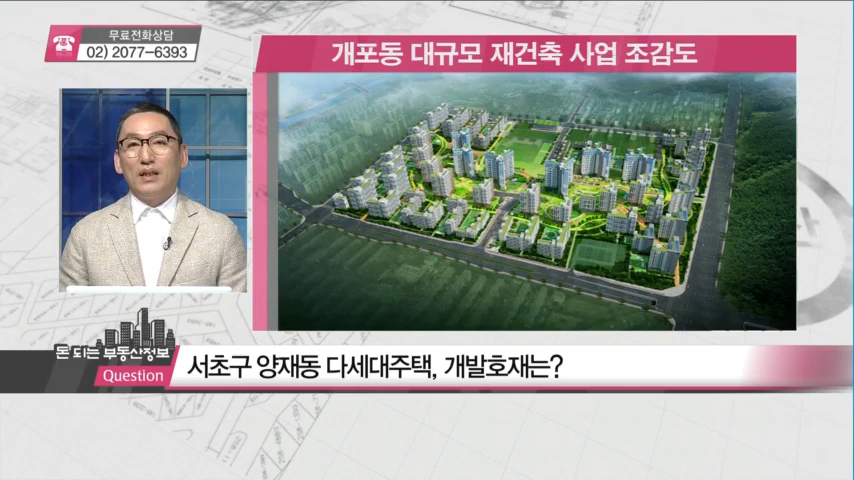 무료전화상담
02) 2077-6393
개포동 대규모 재건축 사업 조감도
돈 되는 부동산정보
Question
서초구 양재동 다세대주택, 개발호재는?